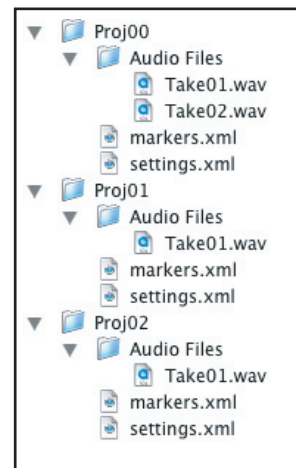 Proj00
Audio Files
Take01.wav
Take02.wav
markers.xml
settings.xml
Proj01
Audio Files
Take01.wav
markers.xml
settings.xml
Proj02
Audio Files
Take01.wav
markers.xml
settings.xml